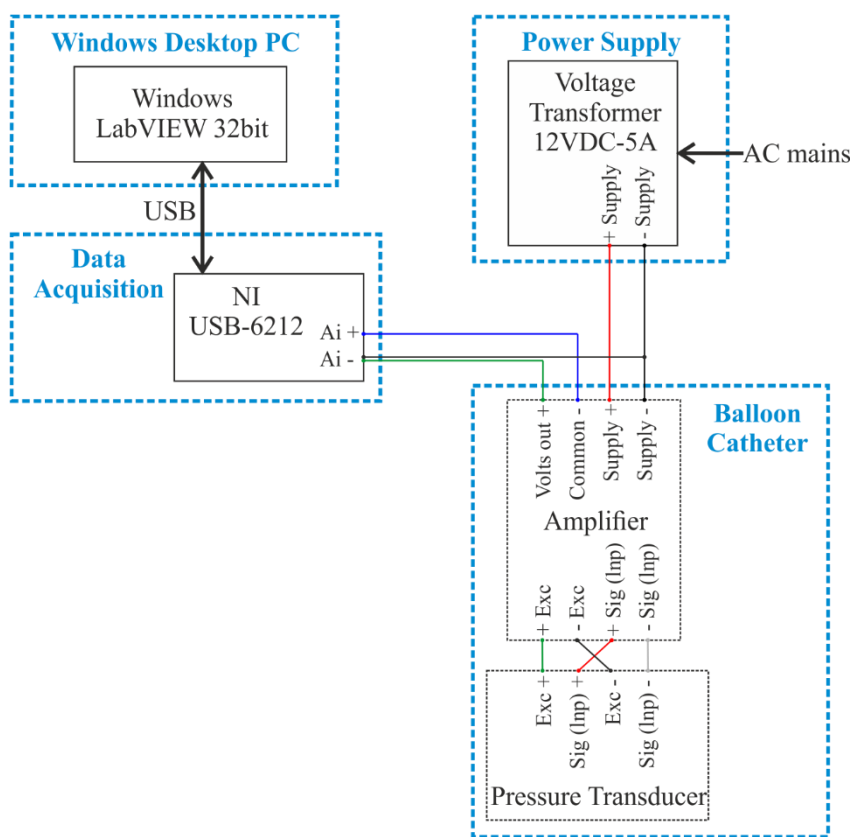 Windows Desktop PC
Windows
LabVIEW 32bit
USB
Data
Acquisition
NI
USB-6212
Ai +
Ai -
Power Supply
Voltage
Transformer
12VDC-5A
+ Supply
- Supply
AC mains
Balloon
Catheter
Volts out +
Common -
Supply +
Supply -
Amplifier
+ Exc
- Exc
+ Sig (Inp)
- Sig (Inp)
Exc +
Sig (Inp) +
Exc -
Sig (Inp) -
Pressure Transducer